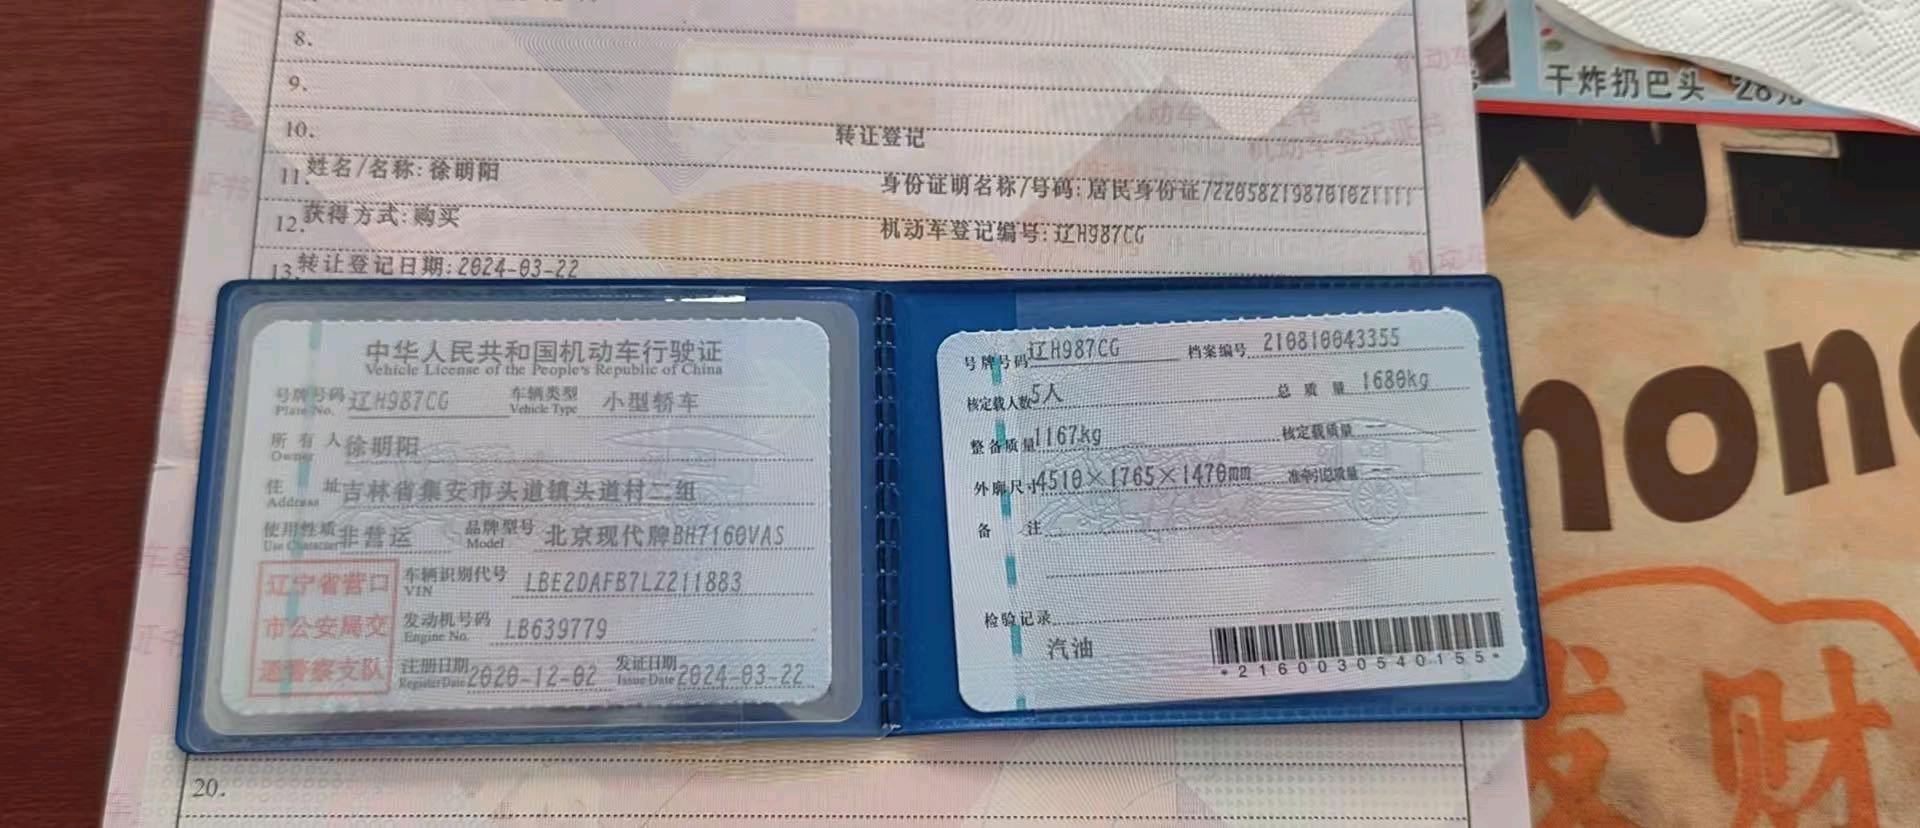 8.
9.
10.
转让登记
11. 姓名/名称: 徐明阳 身份证明名称/号码: 居民身份证/220582198701021111
12. 获得方式: 购买 机动车登记编号: 辽H987CG
13. 转让登记日期: 2024-03-22
中华人民共和国机动车行驶证
Vehicle License of the People's Republic of China
号牌号码 辽H987CG 车辆类型 小型轿车
Plate No. Vehicle Type
所有人 徐明阳
Owner
住址 吉林省集安市头道镇头道村二组
Address
使用性质 非营运 品牌型号 北京现代牌BH7160VAS
Use Character Model
车辆识别代号 LBE2DAFB7LZ211883
VIN
发动机号码 LB639779
Engine No.
注册日期 2020-12-02 发证日期 2024-03-22
Register Date Issue Date
辽宁省营口
市公安局交
通警察支队
号牌号码 辽H987CG 档案编号 210810043355
核定载人数 5人 总质量 1680kg
整备质量 1167kg 核定载质量 --
外廓尺寸 4510×1765×1470mm 准牵引总质量 --
备注
检验记录
汽油
*2160030540155*
20.
干炸扔巴头 28元
hong
发财
机动车登记证书